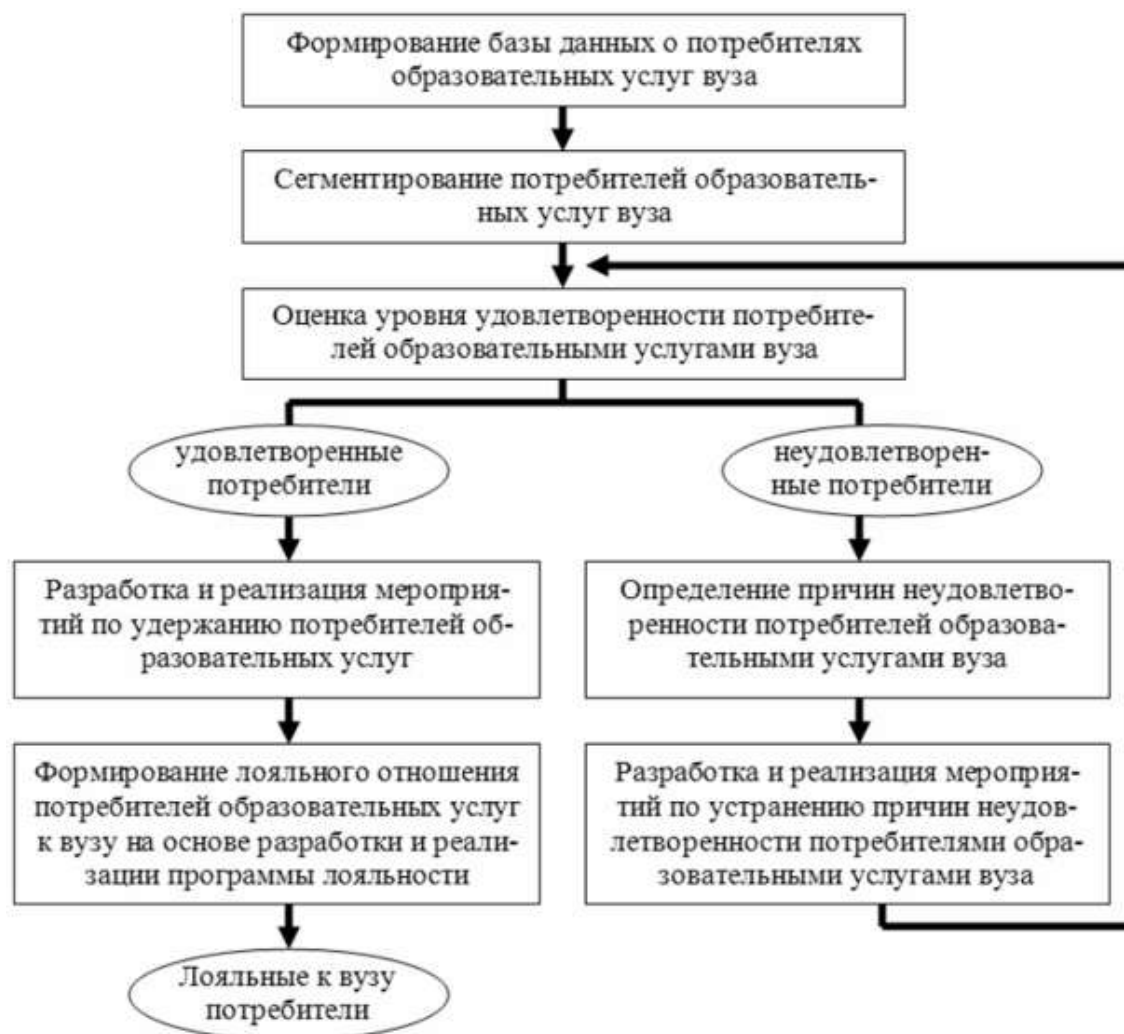 Формирование базы данных о потребителях
образовательных услуг вуза
Сегментирование потребителей образователь-
ных услуг вуза
Оценка уровня удовлетворенности потребите-
лей образовательными услугами вуза
удовлетворенные
потребители
неудовлетворен-
ные потребители
Разработка и реализация мероприя-
тий по удержанию потребителей об-
разовательных услуг
Определение причин неудовлетво-
ренности потребителей образова-
тельными услугами вуза
Формирование лояльного отношения
потребителей образовательных услуг
к вузу на основе разработки и реали-
зации программы лояльности
Разработка и реализация мероприя-
тий по устранению причин неудов-
летворенности потребителями обра-
зовательными услугами вуза
Лояльные к вузу
потребители